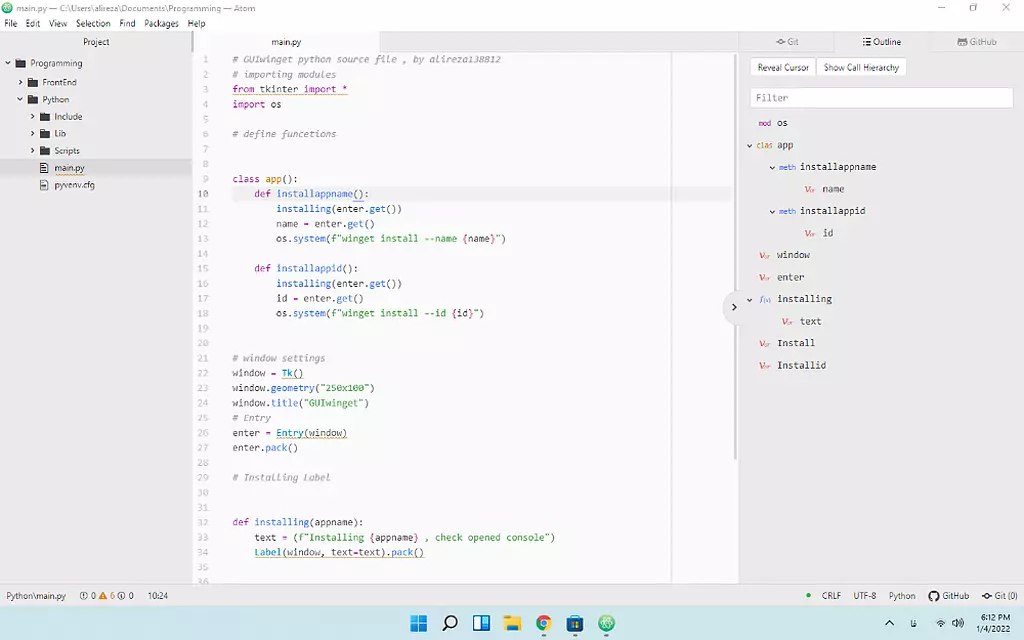 main.py — C:\Users\alireza\Documents\Programming — Atom
File Edit View Selection Find Packages Help
Project
Programming
FrontEnd
Python
Include
Lib
Scripts
main.py
pyvenv.cfg
main.py
1 # GUIwinget python source file , by alireza138812
2 # importing modules
3 from tkinter import *
4 import os
5
6 # define funcetions
7
8
9 class app():
10 def installappname():
11 installing(enter.get())
12 name = enter.get()
13 os.system(f"winget install --name {name}")
14
15 def installappid():
16 installing(enter.get())
17 id = enter.get()
18 os.system(f"winget install --id {id}")
19
20
21 # window settings
22 window = Tk()
23 window.geometry("250x100")
24 window.title("GUIwinget")
25 # Entry
26 enter = Entry(window)
27 enter.pack()
28
29 # Installing Label
30
31
32 def installing(appname):
33 text = (f"Installing {appname} , check opened console")
34 Label(window, text=text).pack()
35
36
Git Outline GitHub
Reveal Cursor Show Call Hierarchy
Filter
mod os
clas app
meth installappname
Var name
meth installappid
Var id
Var window
Var enter
f(x) installing
Var text
Var Install
Var Installid
Python\main.py 0 6 0 10:24 CRLF UTF-8 Python GitHub Git (0)
6:12 PM
1/4/2022